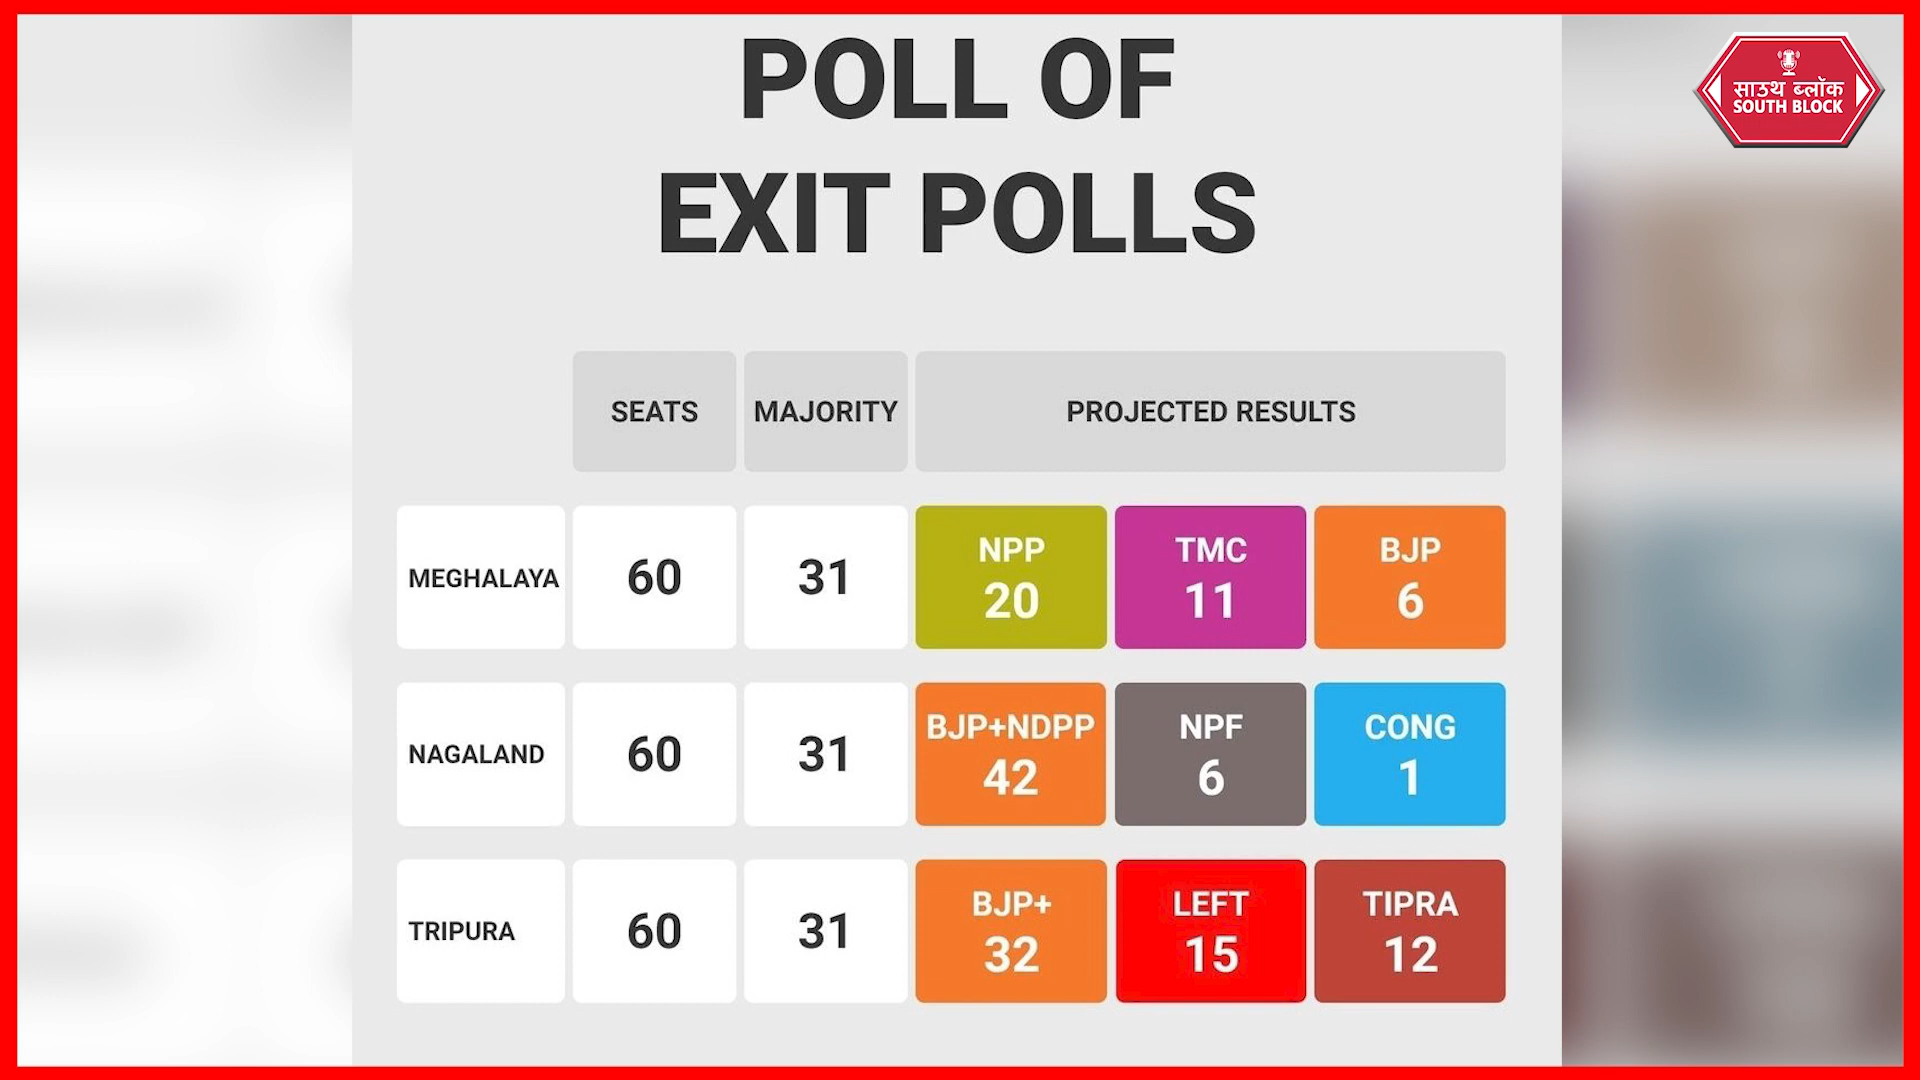 POLL OF
EXIT POLLS
साउथ ब्लॉक
SOUTH BLOCK
SEATS MAJORITY PROJECTED RESULTS
MEGHALAYA 60 31 NPP 20 TMC 11 BJP 6
NAGALAND 60 31 BJP+NDPP 42 NPF 6 CONG 1
TRIPURA 60 31 BJP+ 32 LEFT 15 TIPRA 12